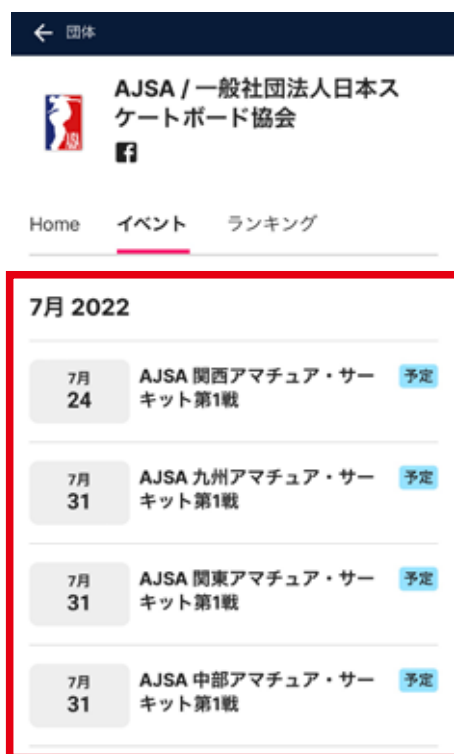 団体
AJSA / 一般社団法人日本ス
ケートボード協会
Home イベント ランキング
7月 2022
7月
24
AJSA 関西アマチュア・サー
キット第1戦
予定
7月
31
AJSA 九州アマチュア・サー
キット第1戦
予定
7月
31
AJSA 関東アマチュア・サー
キット第1戦
予定
7月
31
AJSA 中部アマチュア・サー
キット第1戦
予定